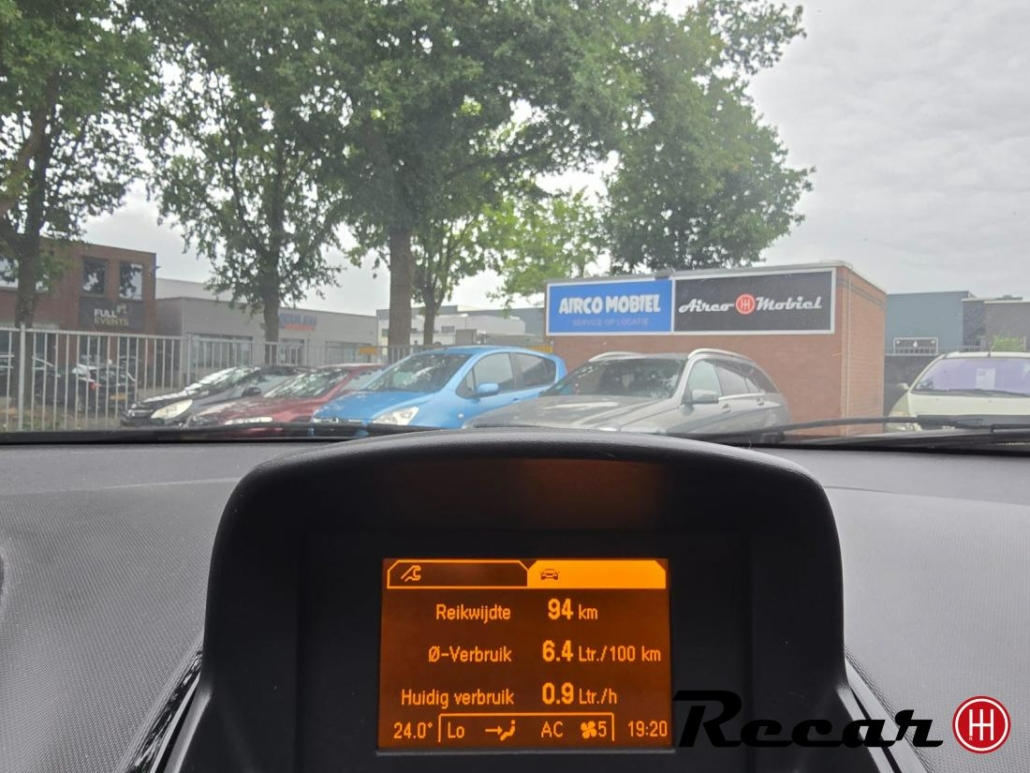 FULL
EVENTS
AIRCO MOBIEL
SERVICE OP LOCATIE
Airco H Mobiel
4
Reikwijdte 94 km
Ø-Verbruik 6.4 Ltr./100 km
Huidig verbruik 0.9 Ltr./h
24.0° Lo AC 5 19:20
Recar H